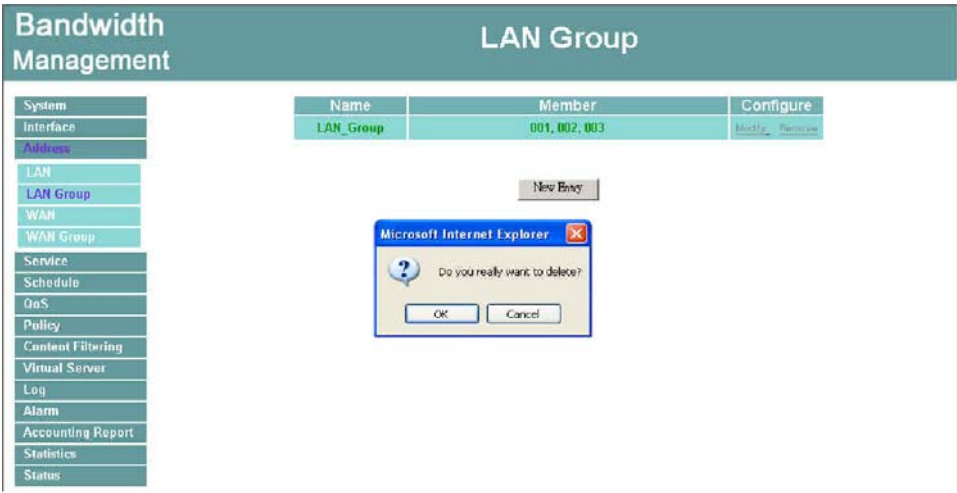 Bandwidth
Management
LAN Group
System
Interface
Address
LAN
LAN Group
WAN
WAN Group
Service
Schedule
QoS
Policy
Content Filtering
Virtual Server
Log
Alarm
Accounting Report
Statistics
Status
Name Member Configure
LAN_Group 001, 002, 003 Modify Remove
New Entry
Microsoft Internet Explorer
Do you really want to delete?
OK Cancel